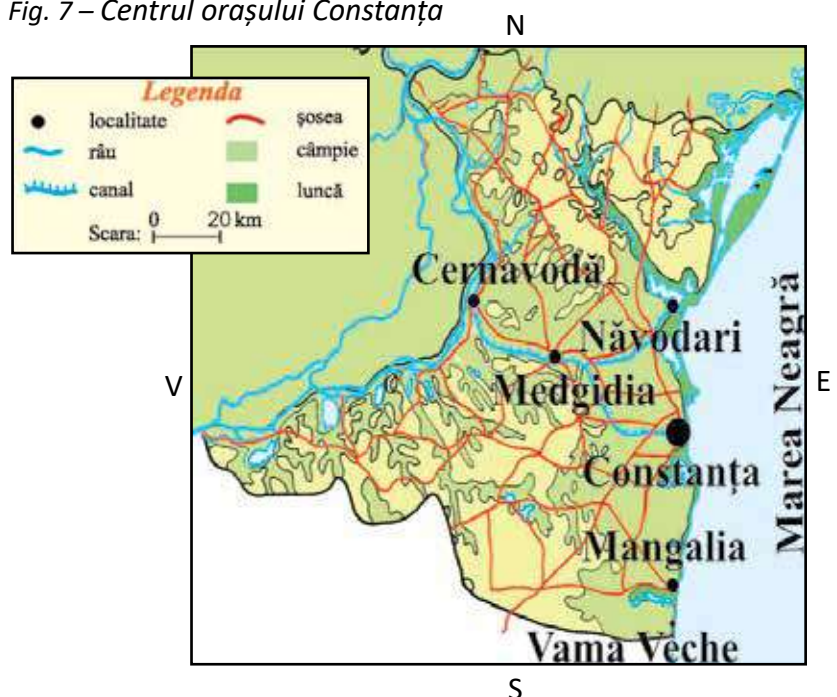 Fig. 7 – Centrul orașului Constanța
N
Legenda
localitate
șosea
râu
câmpie
canal
luncă
Scara: 0 20 km
Cernavodă
Năvodari
V
Medgidia
E
Marea Neagră
Constanța
Mangalia
Vama Veche
S